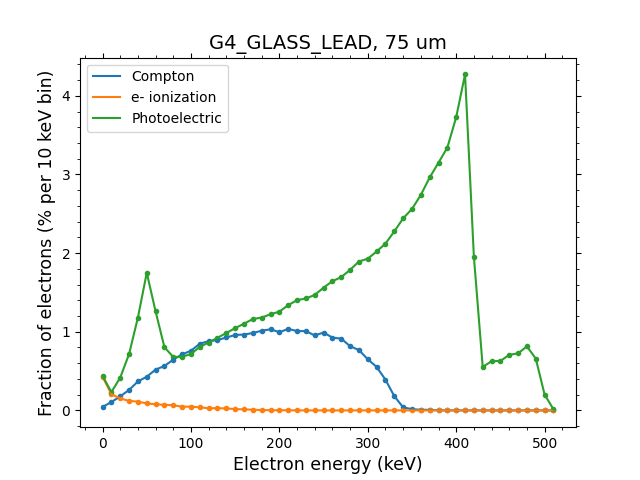 G4_GLASS_LEAD, 75 um
Compton
e- ionization
Photoelectric
Fraction of electrons (% per 10 keV bin)
4
3
2
1
0
0 100 200 300 400 500
Electron energy (keV)